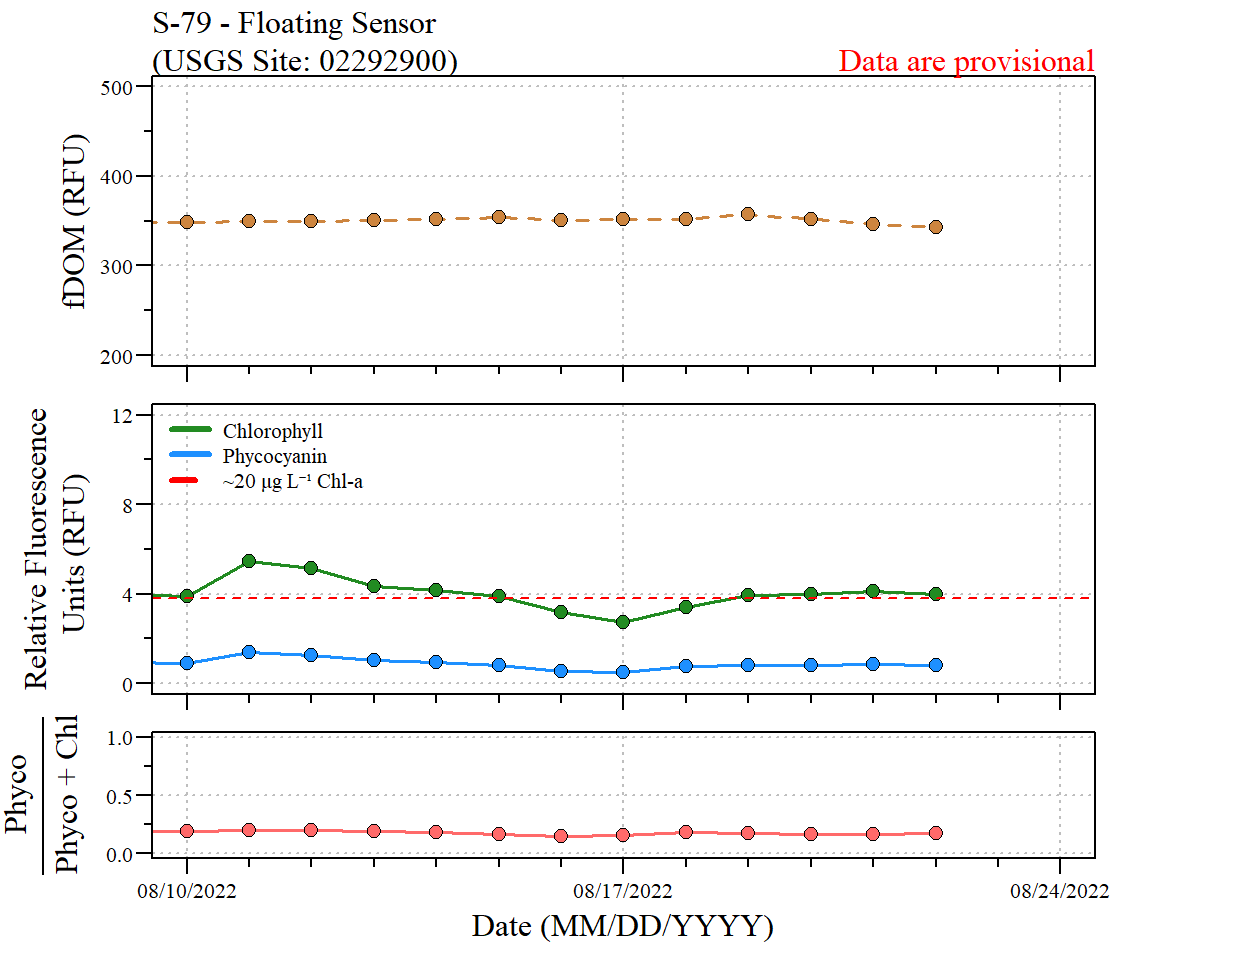 S-79 - Floating Sensor
(USGS Site: 02292900)
Data are provisional
fDOM (RFU)
500
400
300
200
Relative Fluorescence
Units (RFU)
12
8
4
0
Chlorophyll
Phycocyanin
~20 µg L⁻¹ Chl-a
Phyco
Phyco + Chl
1.0
0.5
0.0
08/10/2022
08/17/2022
08/24/2022
Date (MM/DD/YYYY)